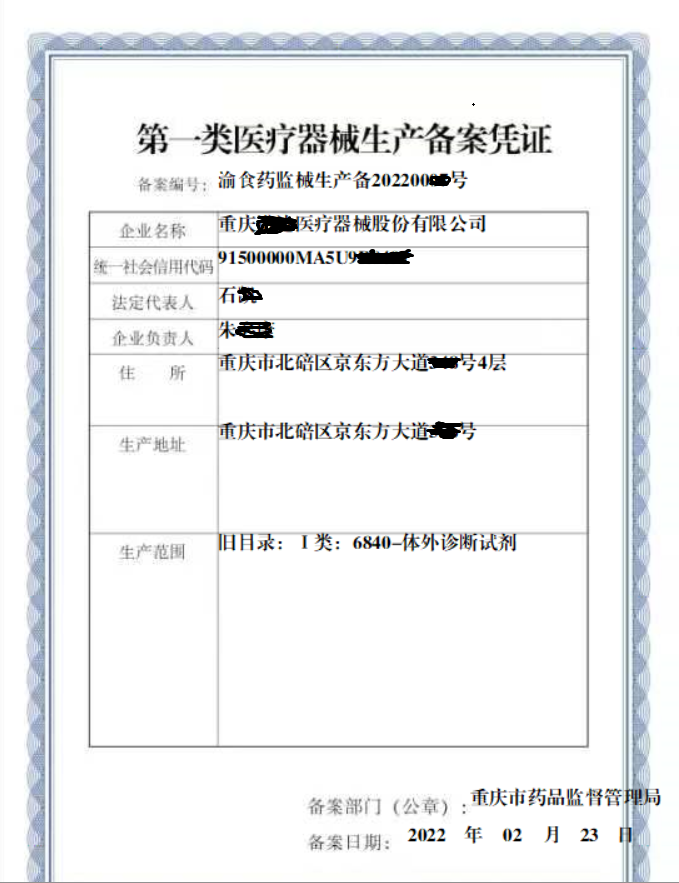 第一类医疗器械生产备案凭证
备案编号：渝食药监械生产备2022000号
企业名称 重庆医疗器械股份有限公司
统一社会信用代码 91500000MA5U9
法定代表人 石
企业负责人 朱
住 所 重庆市北碚区京东方大道号4层
生产地址 重庆市北碚区京东方大道号
生产范围 旧目录：Ⅰ类：6840-体外诊断试剂
备案部门（公章）：重庆市药品监督管理局
备案日期：2022 年 02 月 23 日